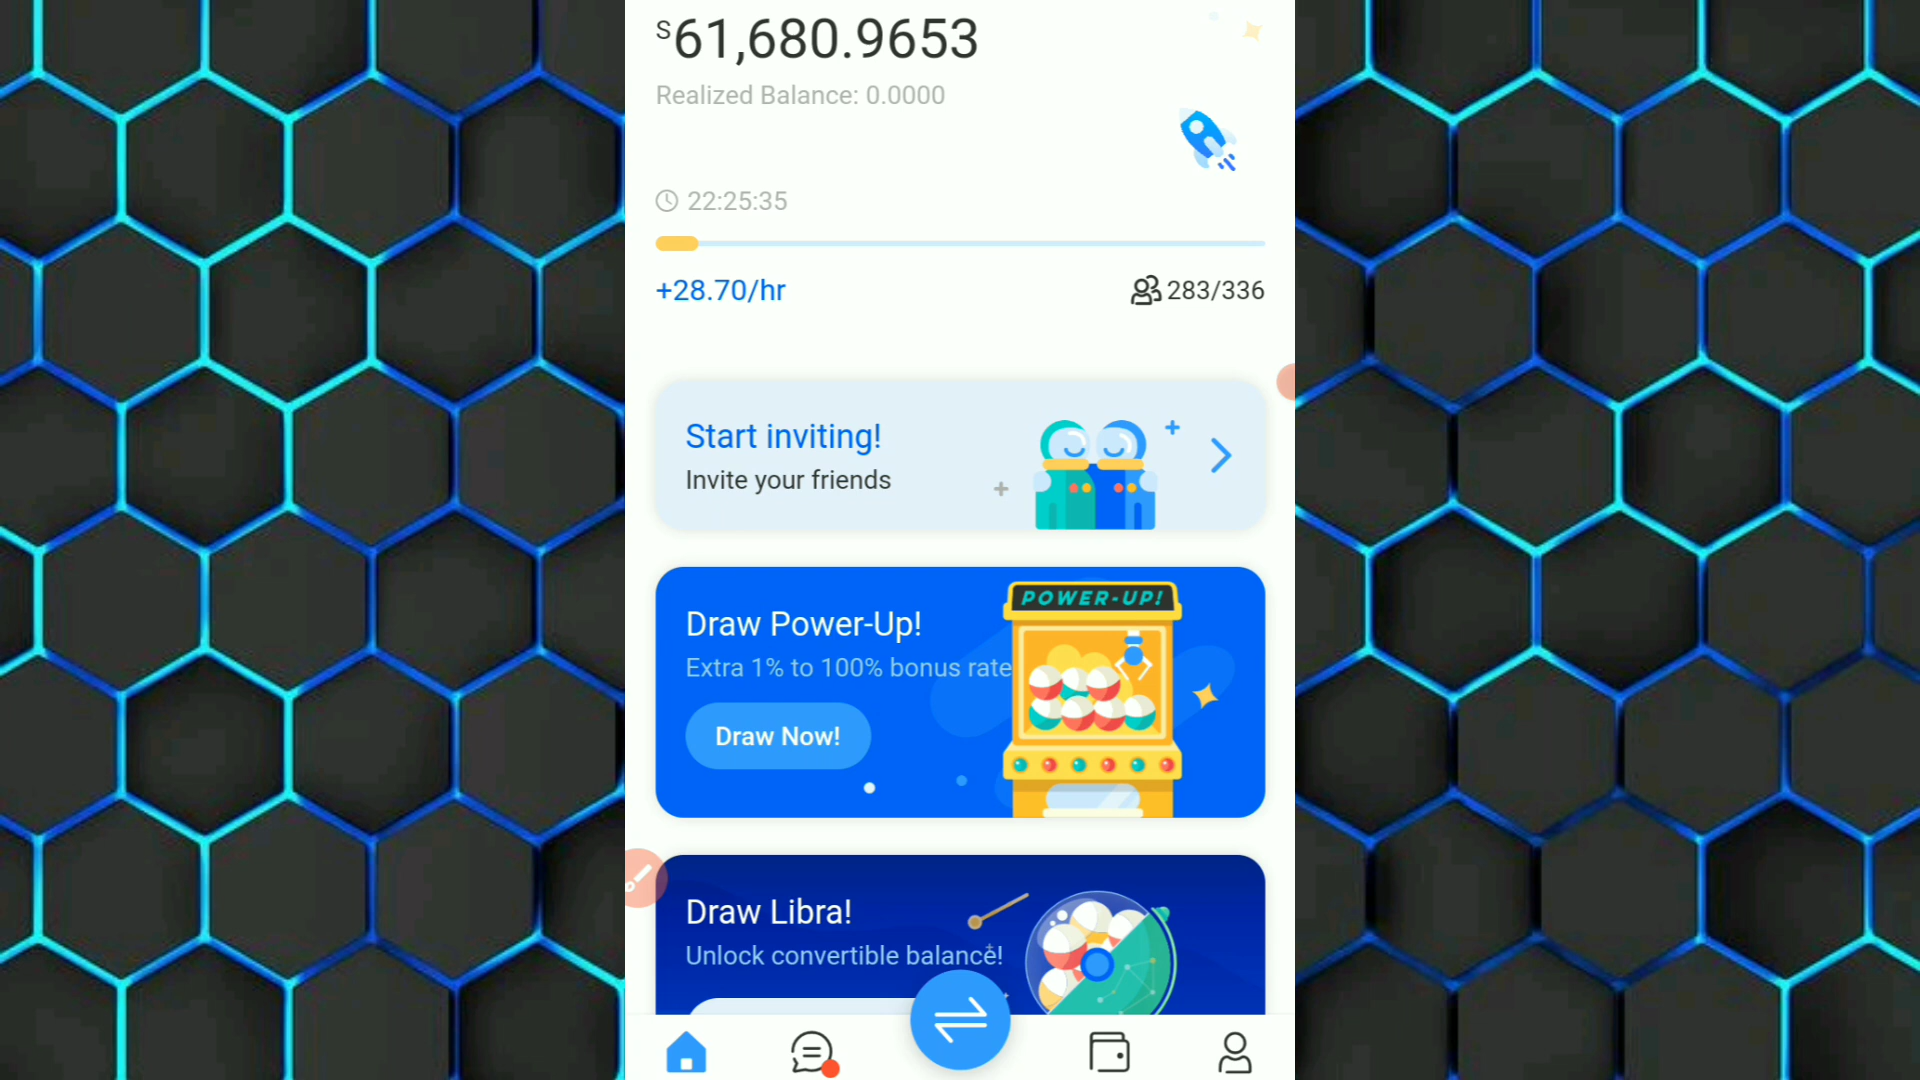 S61,680.9653
Realized Balance: 0.0000
22:25:35
+28.70/hr
283/336
Start inviting!
Invite your friends
Draw Power-Up!
Extra 1% to 100% bonus rate
Draw Now!
POWER-UP!
Draw Libra!
Unlock convertible balance!